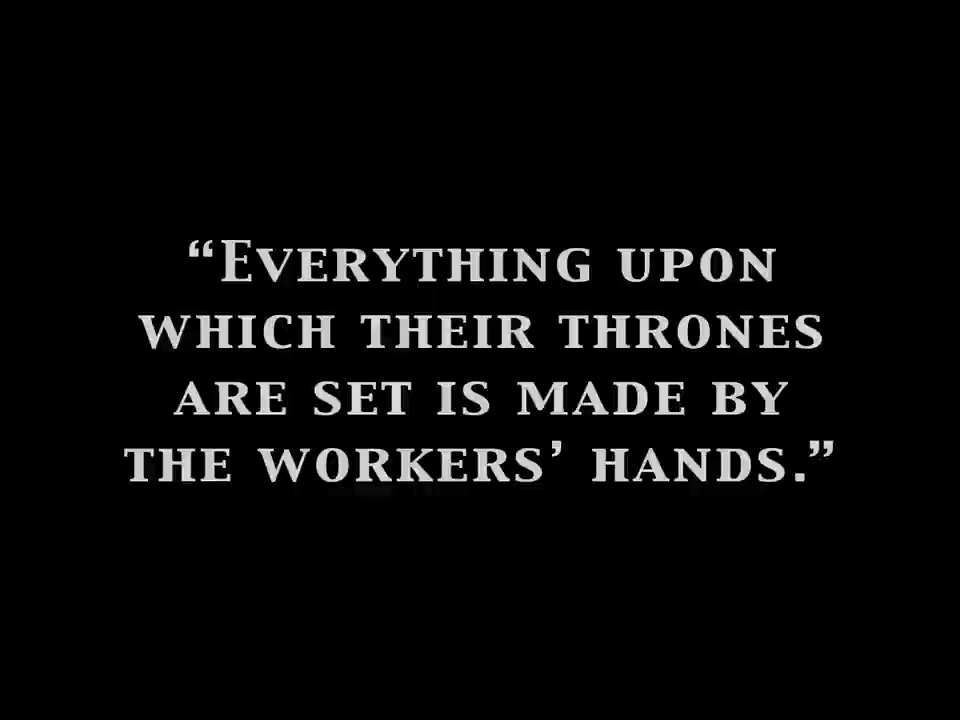 “Everything upon
which their thrones
are set is made by
the workers’ hands.”